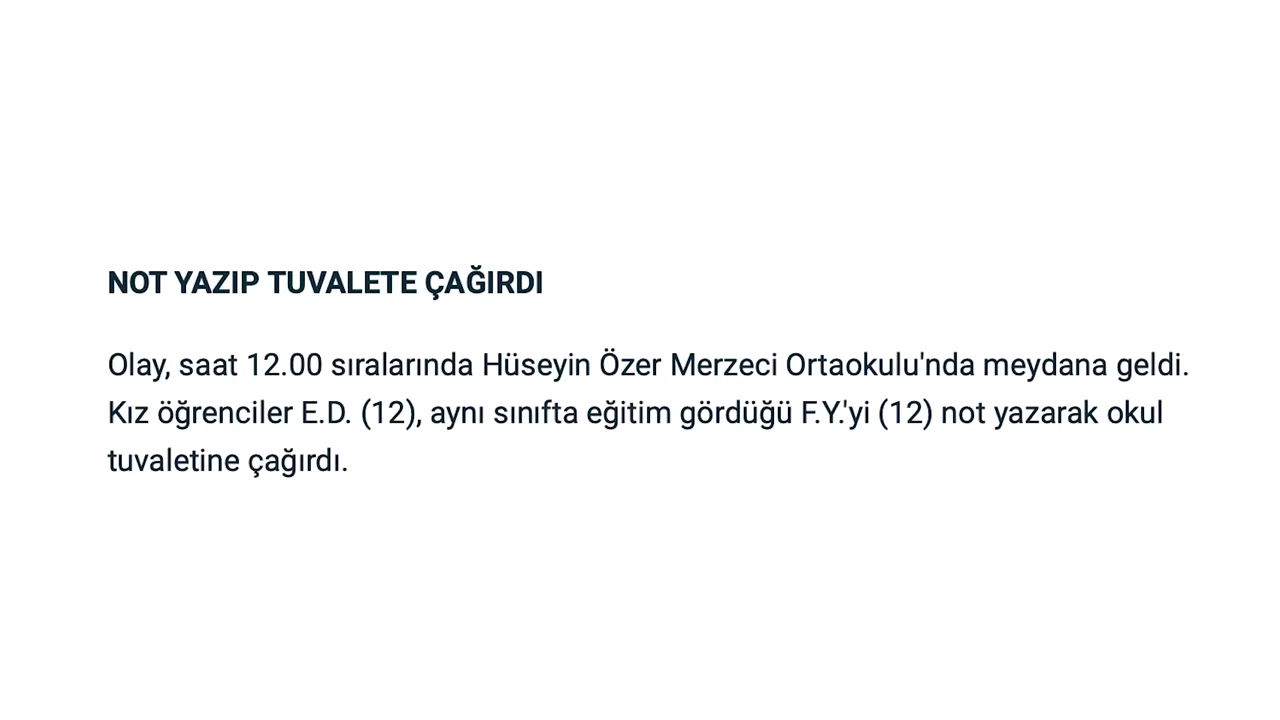 NOT YAZIP TUVALETE ÇAĞIRDI
Olay, saat 12.00 sıralarında Hüseyin Özer Merzeci Ortaokulu'nda meydana geldi.
Kız öğrenciler E.D. (12), aynı sınıfta eğitim gördüğü F.Y.'yi (12) not yazarak okul
tuvaletine çağırdı.